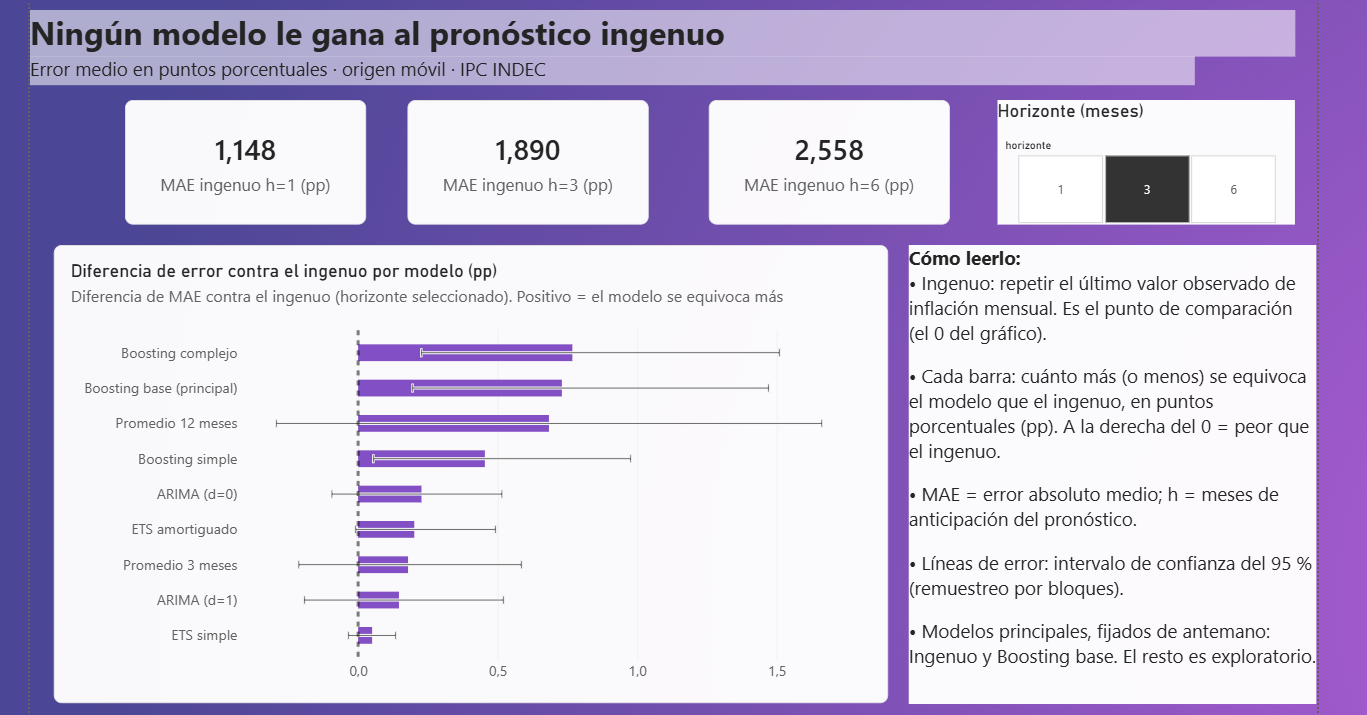 Ningún modelo le gana al pronóstico ingenuo
Error medio en puntos porcentuales · origen móvil · IPC INDEC
1,148
MAE ingenuo h=1 (pp)
1,890
MAE ingenuo h=3 (pp)
2,558
MAE ingenuo h=6 (pp)
Horizonte (meses)
horizonte
1
3
6
Diferencia de error contra el ingenuo por modelo (pp)
Diferencia de MAE contra el ingenuo (horizonte seleccionado). Positivo = el modelo se equivoca más
Boosting complejo
Boosting base (principal)
Promedio 12 meses
Boosting simple
ARIMA (d=0)
ETS amortiguado
Promedio 3 meses
ARIMA (d=1)
ETS simple
0,0
0,5
1,0
1,5
Cómo leerlo:
• Ingenuo: repetir el último valor observado de
inflación mensual. Es el punto de comparación
(el 0 del gráfico).
• Cada barra: cuánto más (o menos) se equivoca
el modelo que el ingenuo, en puntos
porcentuales (pp). A la derecha del 0 = peor que
el ingenuo.
• MAE = error absoluto medio; h = meses de
anticipación del pronóstico.
• Líneas de error: intervalo de confianza del 95 %
(remuestreo por bloques).
• Modelos principales, fijados de antemano:
Ingenuo y Boosting base. El resto es exploratorio.